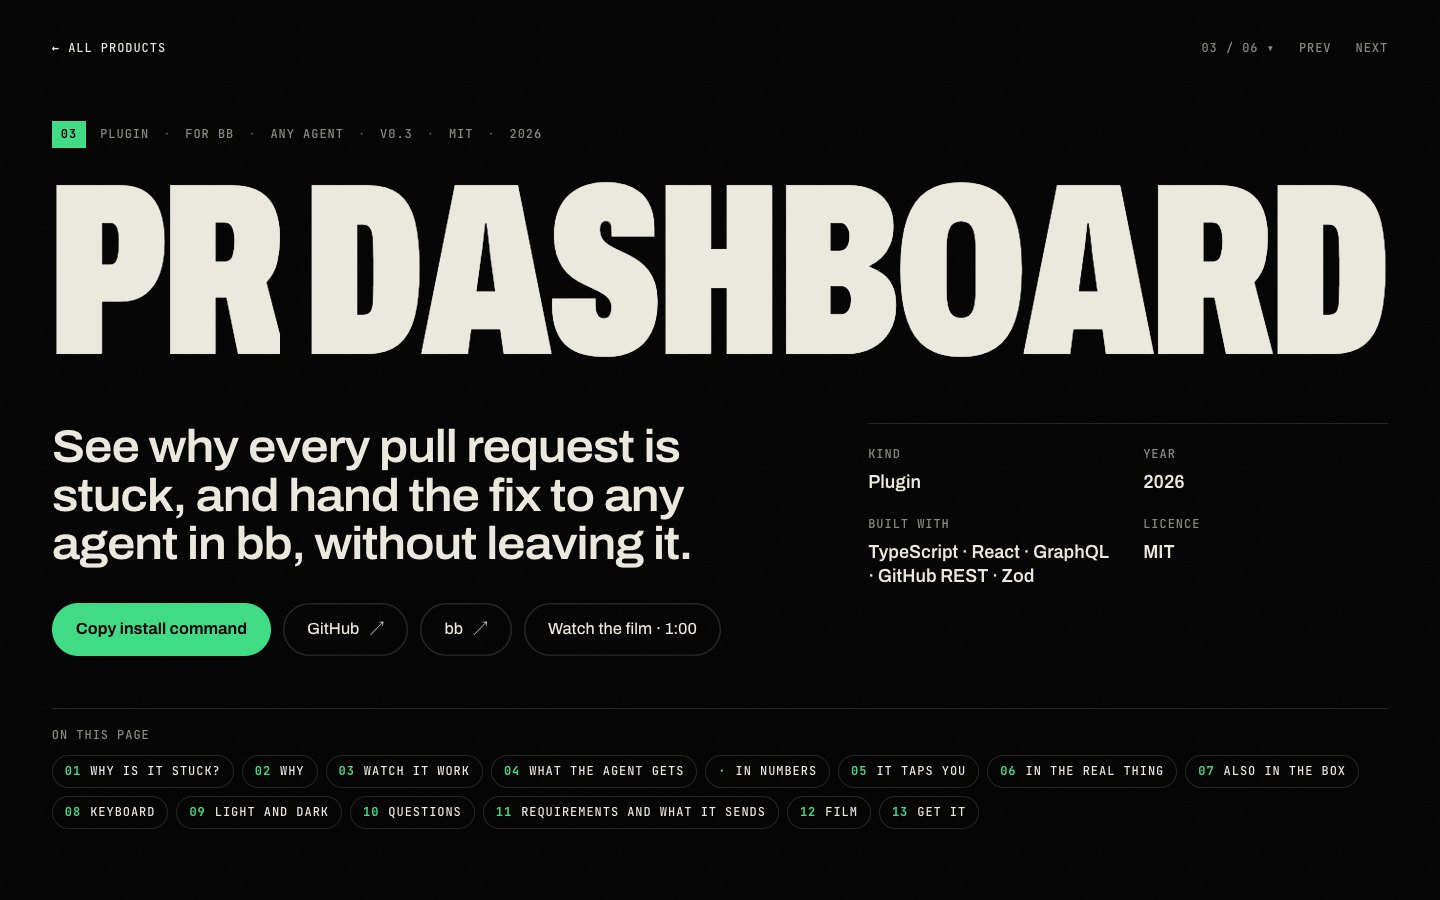 ← ALL PRODUCTS
03 / 06 ▾ PREV NEXT
03 PLUGIN · FOR BB · ANY AGENT · V0.3 · MIT · 2026
PR DASHBOARD
See why every pull request is
stuck, and hand the fix to any
agent in bb, without leaving it.
Copy install command
GitHub ↗
bb ↗
Watch the film · 1:00
KIND
Plugin
YEAR
2026
BUILT WITH
TypeScript · React · GraphQL
· GitHub REST · Zod
LICENCE
MIT
ON THIS PAGE
01 WHY IS IT STUCK? 02 WHY 03 WATCH IT WORK 04 WHAT THE AGENT GETS · IN NUMBERS 05 IT TAPS YOU 06 IN THE REAL THING 07 ALSO IN THE BOX
08 KEYBOARD 09 LIGHT AND DARK 10 QUESTIONS 11 REQUIREMENTS AND WHAT IT SENDS 12 FILM 13 GET IT